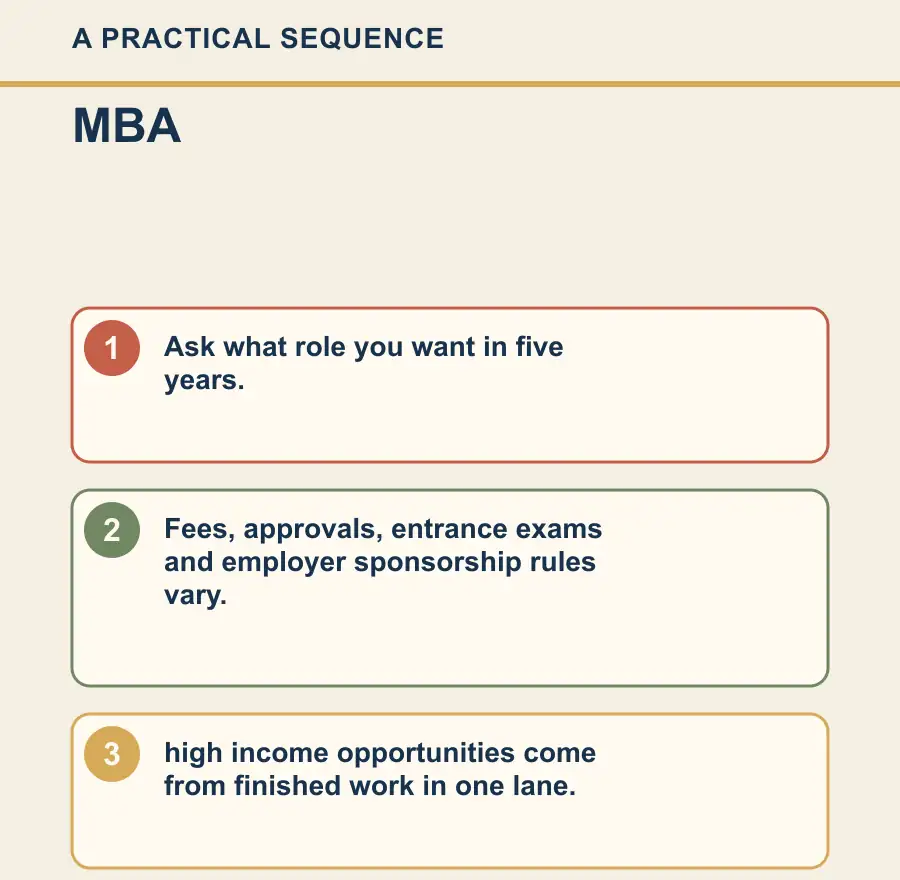 A PRACTICAL SEQUENCE
MBA
1
Ask what role you want in five
years.
2
Fees, approvals, entrance exams
and employer sponsorship rules
vary.
3
high income opportunities come
from finished work in one lane.